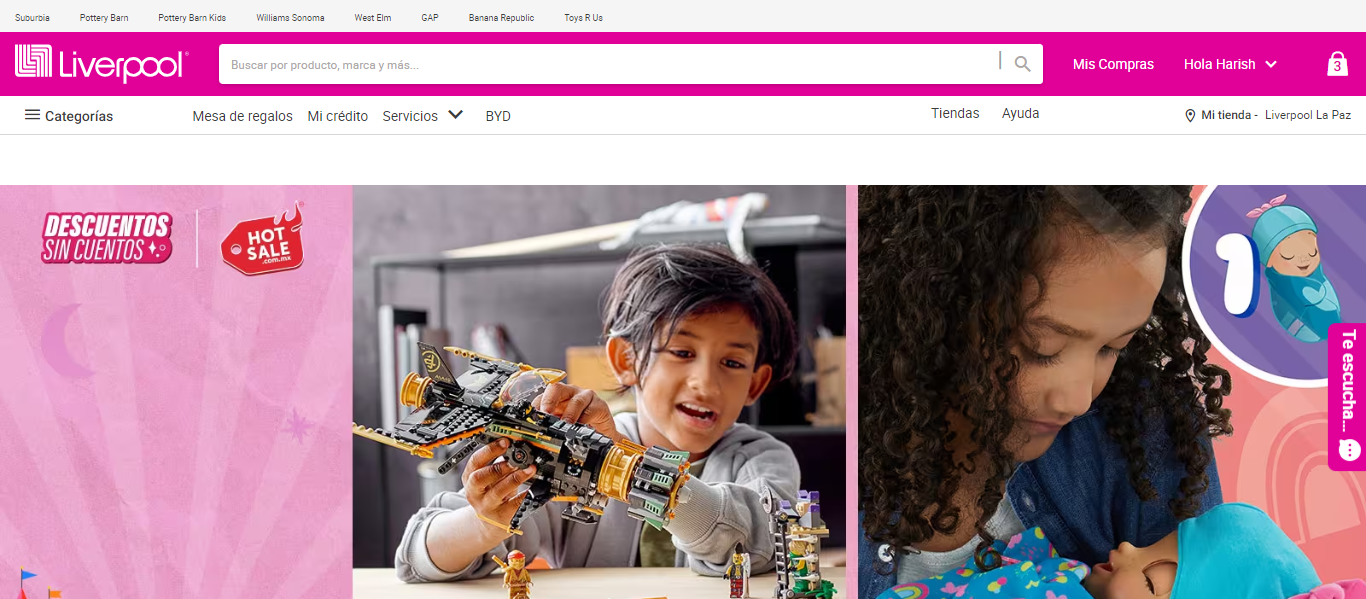 Suburbia Pottery Barn Pottery Barn Kids Williams Sonoma West Elm GAP Banana Republic Toys R Us
Liverpool
Buscar por producto, marca y más...
Mis Compras
Hola Harish
3
Categorías
Mesa de regalos Mi crédito Servicios BYD
Tiendas Ayuda
Mi tienda - Liverpool La Paz
DESCUENTOS
SIN CUENTOS
HOT
SALE
.com.mx
1
Te escucha...